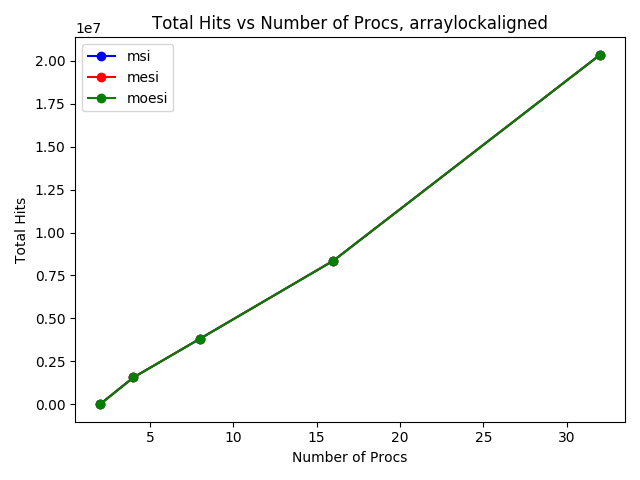 Total Hits vs Number of Procs, arraylockaligned
1e7
msi
mesi
moesi
2.00
1.75
1.50
1.25
1.00
0.75
0.50
0.25
0.00
Total Hits
5 10 15 20 25 30
Number of Procs